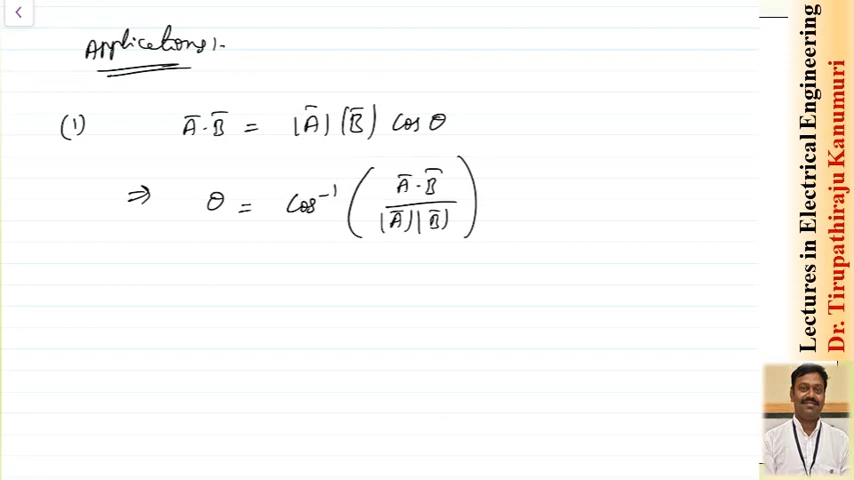 Applications:-
(1) A̅·B̅ = |A̅| |B̅| cos θ
⇒ θ = cos⁻¹ ( A̅·B̅ / |A̅| |B̅| )
Lectures in Electrical Engineering
Dr. Tirupathiraju Kanumuri